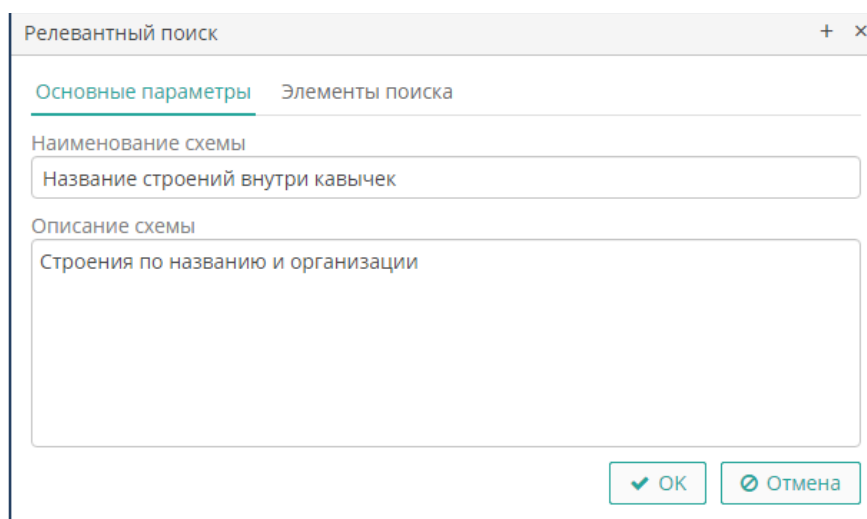 Релевантный поиск
Основные параметры Элементы поиска
Наименование схемы
Название строений внутри кавычек
Описание схемы
Строения по названию и организации
OK Отмена